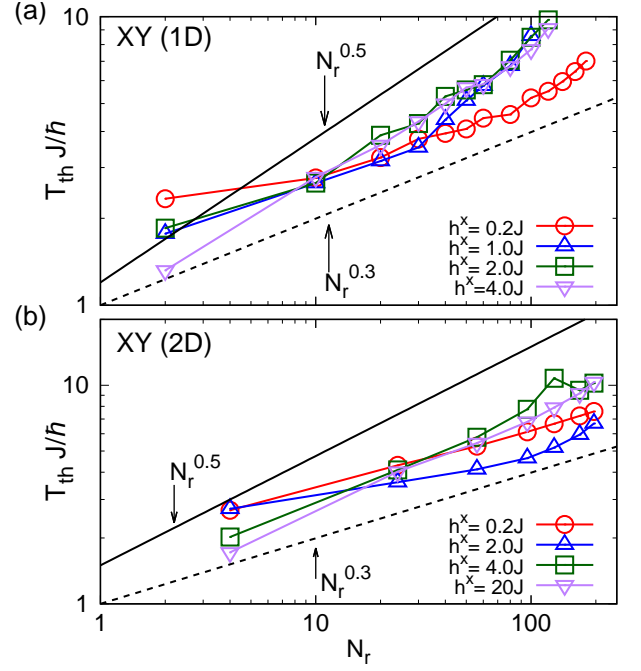 (a)
10
XY (1D)
N_r^0.5
T_th J/ħ
N_r^0.3
h^x= 0.2J
h^x= 1.0J
h^x= 2.0J
h^x=4.0J
1
(b)
XY (2D)
10
N_r^0.5
T_th J/ħ
N_r^0.3
h^x= 0.2J
h^x= 2.0J
h^x= 4.0J
h^x= 20J
1
1 10 100
N_r